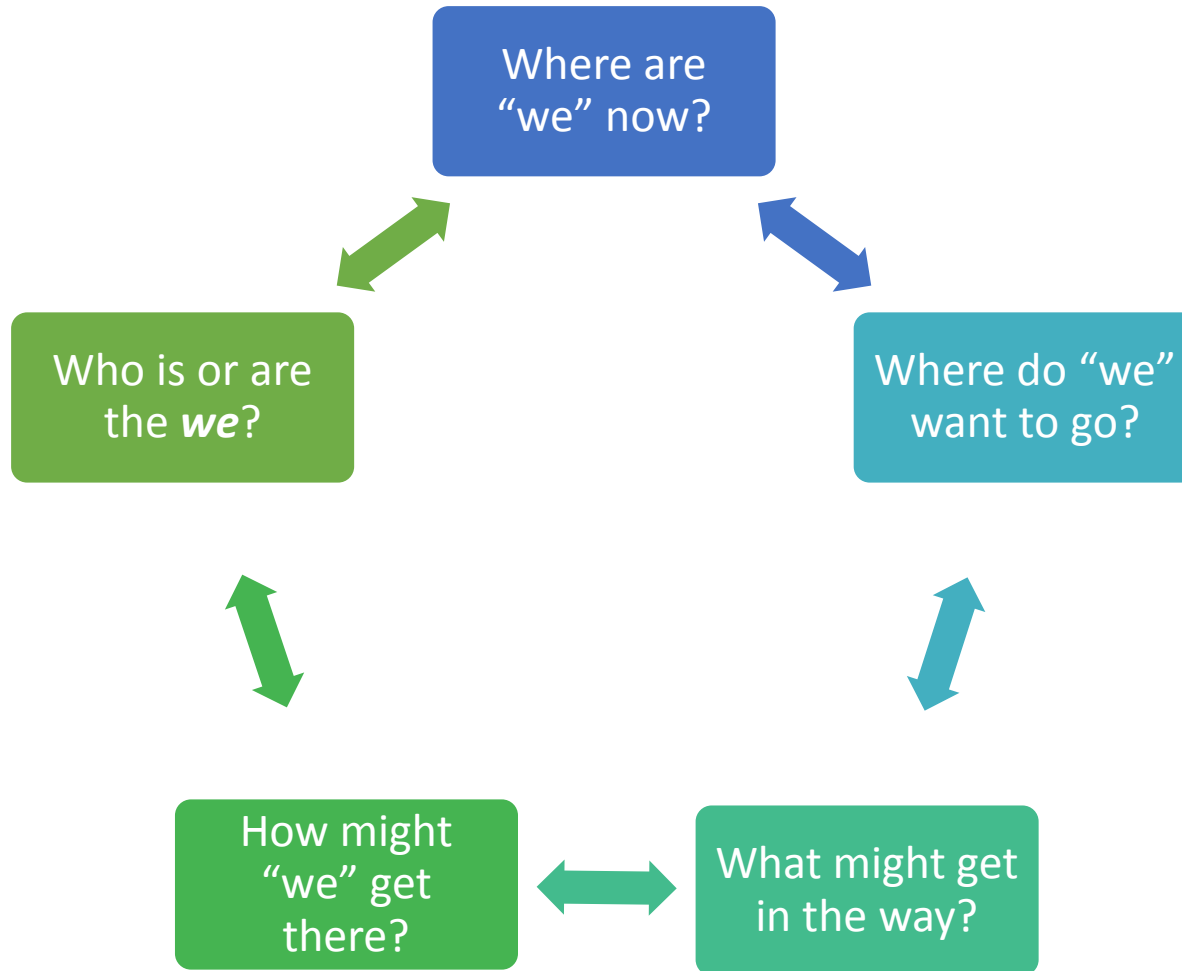 Where are
“we” now?
Who is or are
the we?
Where do “we”
want to go?
How might
“we” get
there?
What might get
in the way?